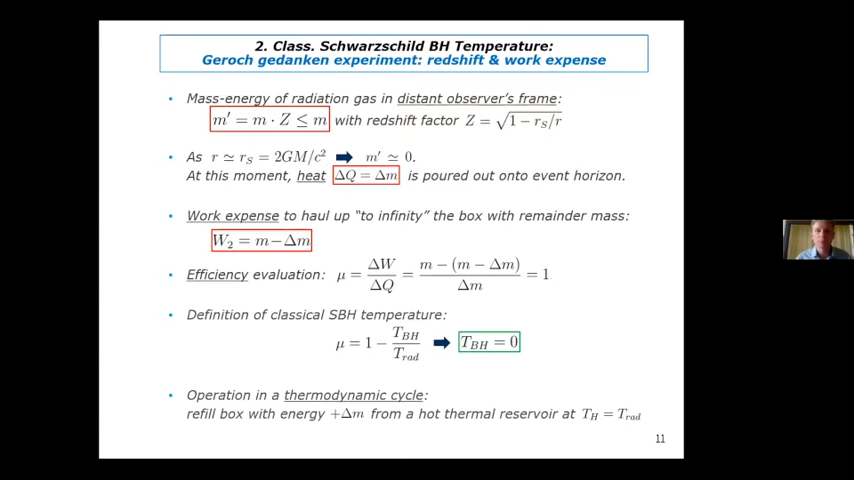 2. Class. Schwarzschild BH Temperature:
Geroch gedanken experiment: redshift & work expense
• Mass-energy of radiation gas in distant observer's frame:
m′ = m · Z ≤ m with redshift factor Z = √(1 − r_S/r)
• As r ≃ r_S = 2GM/c² ➡ m′ ≃ 0.
At this moment, heat ΔQ = Δm is poured out onto event horizon.
• Work expense to haul up "to infinity" the box with remainder mass:
W₂ = m − Δm
• Efficiency evaluation: μ = ΔW/ΔQ = (m − (m − Δm))/Δm = 1
• Definition of classical SBH temperature:
μ = 1 − T_BH/T_rad ➡ T_BH = 0
• Operation in a thermodynamic cycle:
refill box with energy +Δm from a hot thermal reservoir at T_H = T_rad
11